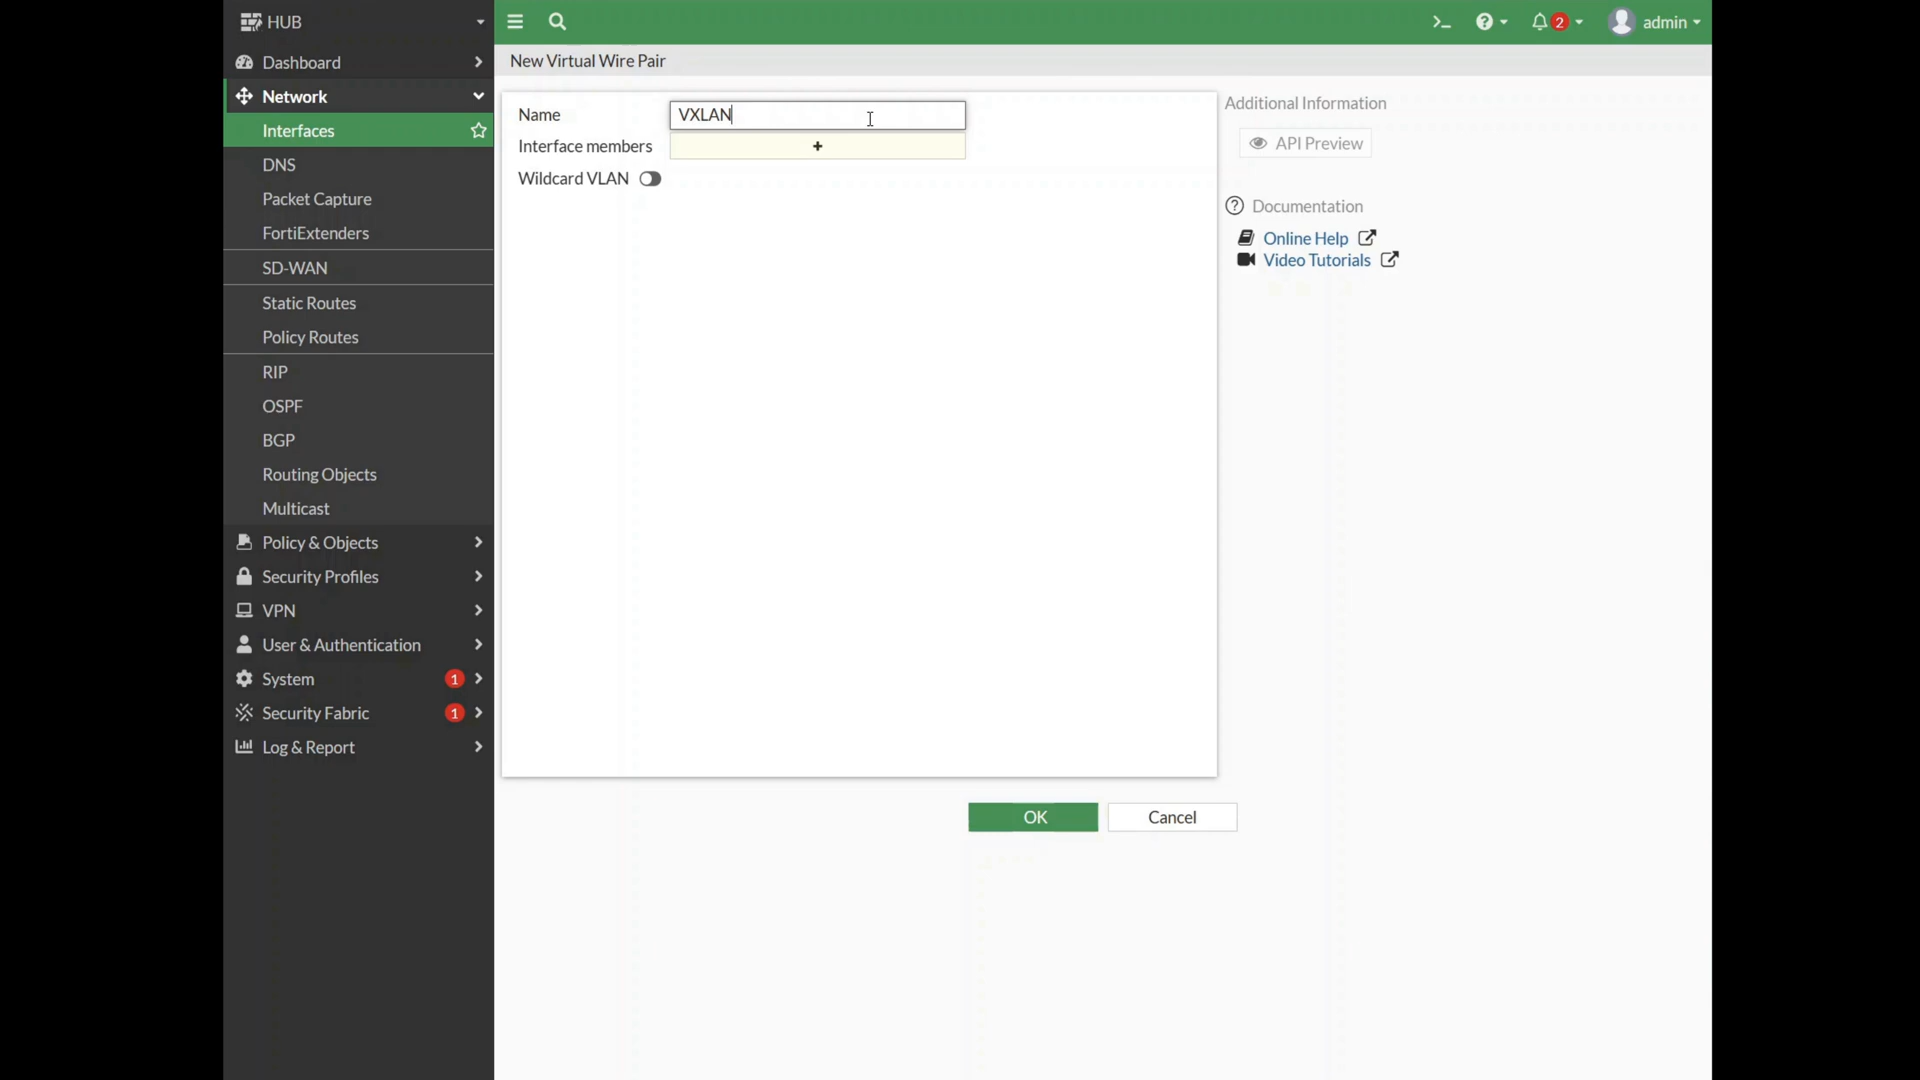 HUB
2
admin
Dashboard
New Virtual Wire Pair
Network
Interfaces
DNS
Packet Capture
FortiExtenders
SD-WAN
Static Routes
Policy Routes
RIP
OSPF
BGP
Routing Objects
Multicast
Policy & Objects
Security Profiles
VPN
User & Authentication
System 1
Security Fabric 1
Log & Report
Name VXLAN
Interface members +
Wildcard VLAN
OK Cancel
Additional Information
API Preview
Documentation
Online Help
Video Tutorials